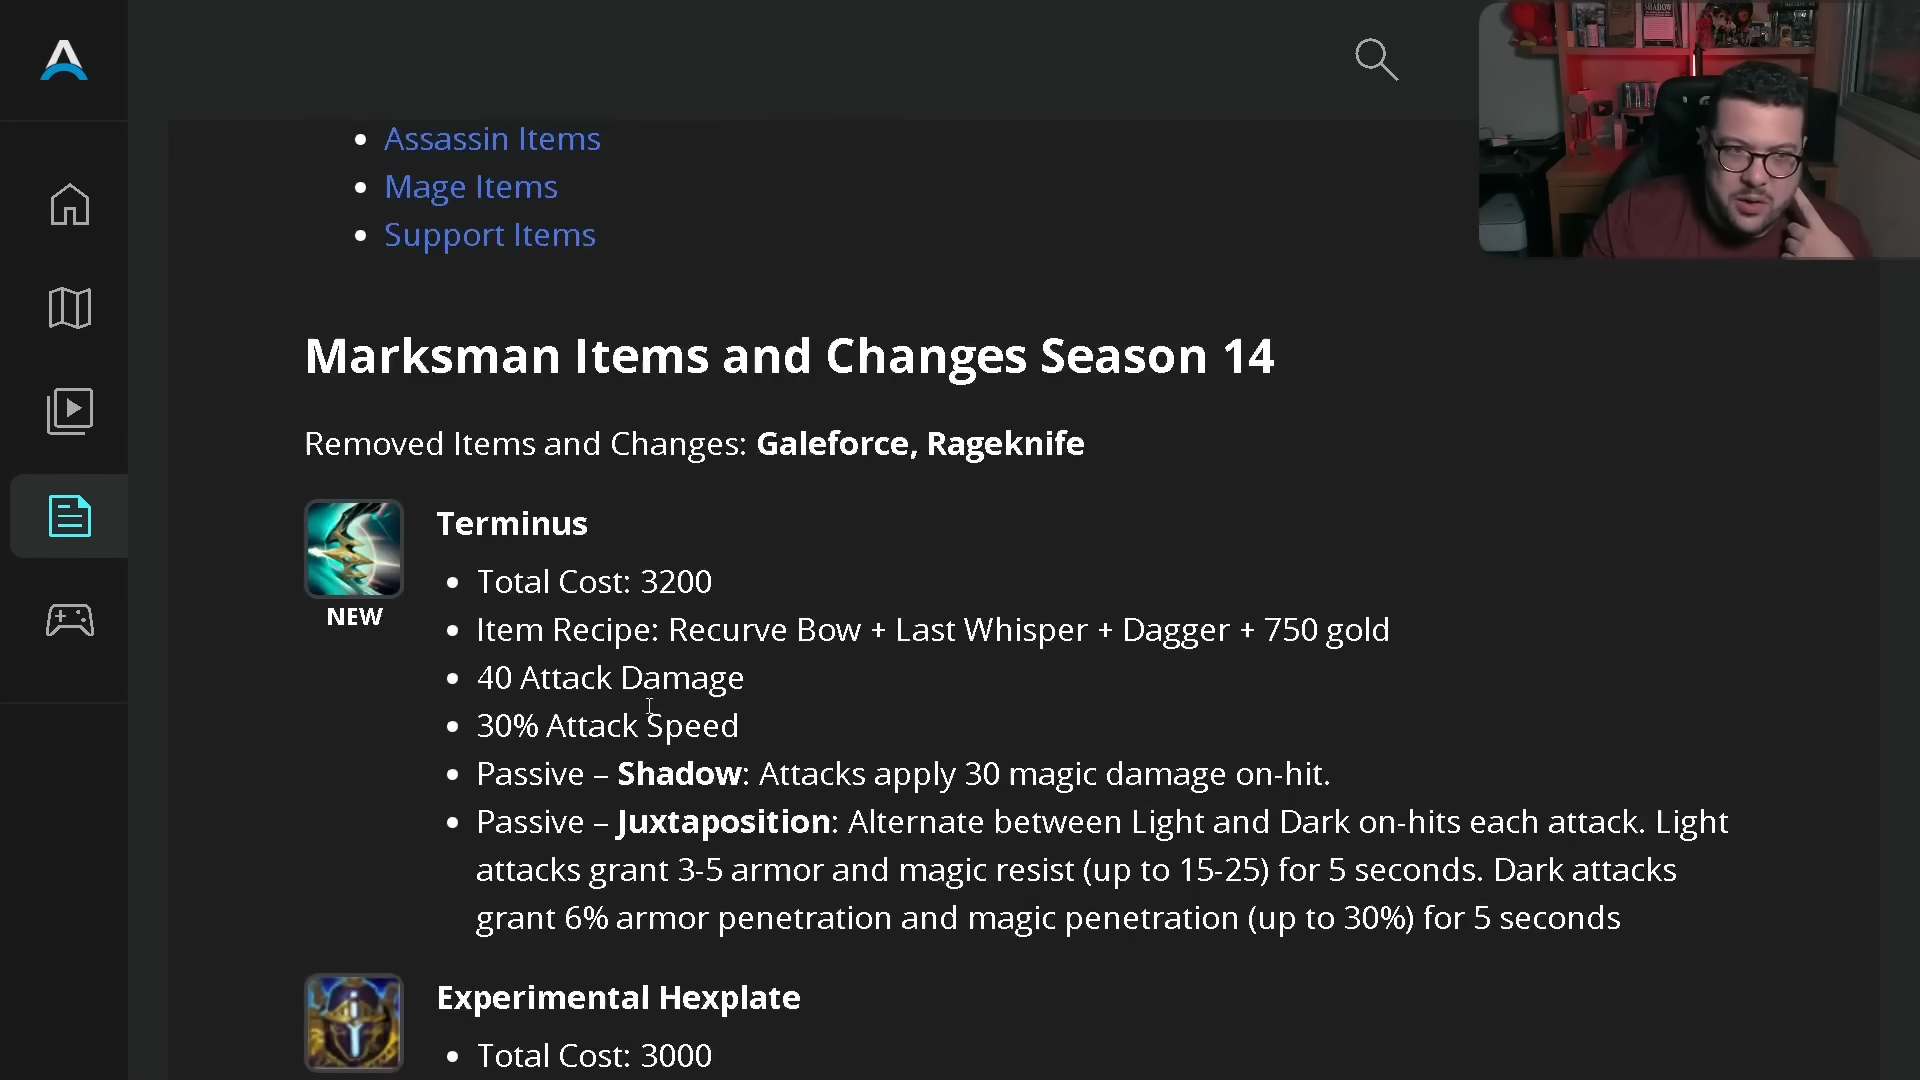 Assassin Items
Mage Items
Support Items
Marksman Items and Changes Season 14
Removed Items and Changes: Galeforce, Rageknife
NEW
Terminus
Total Cost: 3200
Item Recipe: Recurve Bow + Last Whisper + Dagger + 750 gold
40 Attack Damage
30% Attack Speed
Passive – Shadow: Attacks apply 30 magic damage on-hit.
Passive – Juxtaposition: Alternate between Light and Dark on-hits each attack. Light
attacks grant 3-5 armor and magic resist (up to 15-25) for 5 seconds. Dark attacks
grant 6% armor penetration and magic penetration (up to 30%) for 5 seconds
Experimental Hexplate
Total Cost: 3000
SHADOW